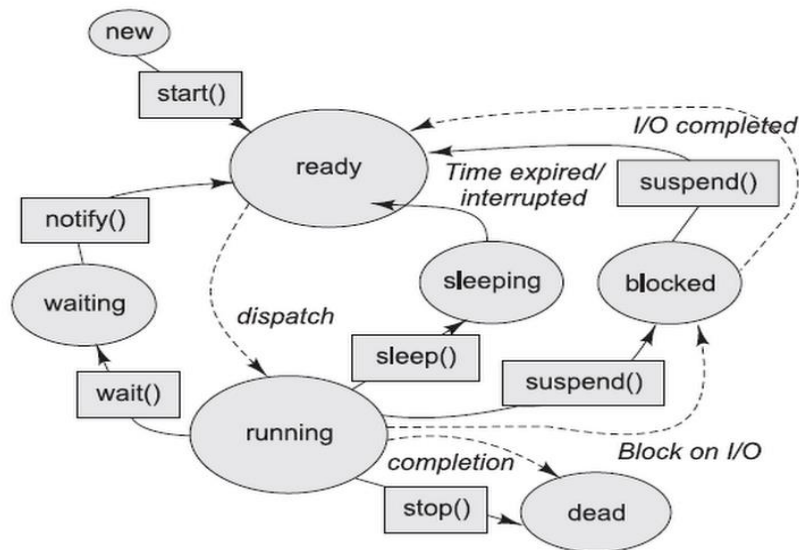 new
start()
I/O completed
ready
Time expired/
interrupted
suspend()
notify()
sleeping
blocked
waiting
dispatch
sleep()
suspend()
wait()
running
Block on I/O
completion
stop()
dead